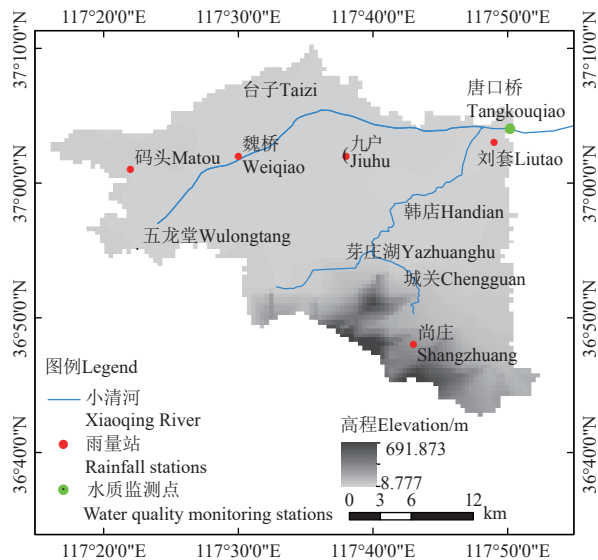 117°20'0"E 117°30'0"E 117°40'0"E 117°50'0"E
37°10'0"N 37°10'0"N
台子Taizi
唐口桥
Tangkouqiao
码头Matou
魏桥
Weiqiao
九户
Jiuhu
刘套Liutao
37°00'0"N 37°00'0"N
韩店Handian
五龙堂Wulongtang
芽庄湖Yazhuanghu
城关Chengguan
36°50'0"N 36°50'0"N
尚庄
Shangzhuang
图例Legend
小清河
Xiaoqing River
雨量站
Rainfall stations
水质监测点
Water quality monitoring stations
高程Elevation/m
691.873
8.777
0 3 6 12
km
36°40'0"N 36°40'0"N
117°20'0"E 117°30'0"E 117°40'0"E 117°50'0"E